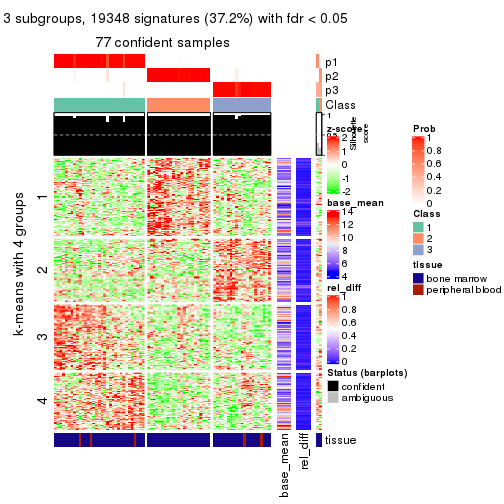 3 subgroups, 19348 signatures (37.2%) with fdr < 0.05
77 confident samples
p1
p2
p3
Class
1
Silhouette
score
k-means with 4 groups
1
2
3
4
tissue
base_mean
rel_diff
z-score
2
1
0
-1
-2
base_mean
14
12
10
8
6
4
rel_diff
1
0.8
0.6
0.4
0.2
0
Status (barplots)
confident
ambiguous
Prob
1
0.8
0.6
0.4
0.2
0
Class
1
2
3
tissue
bone marrow
peripheral blood